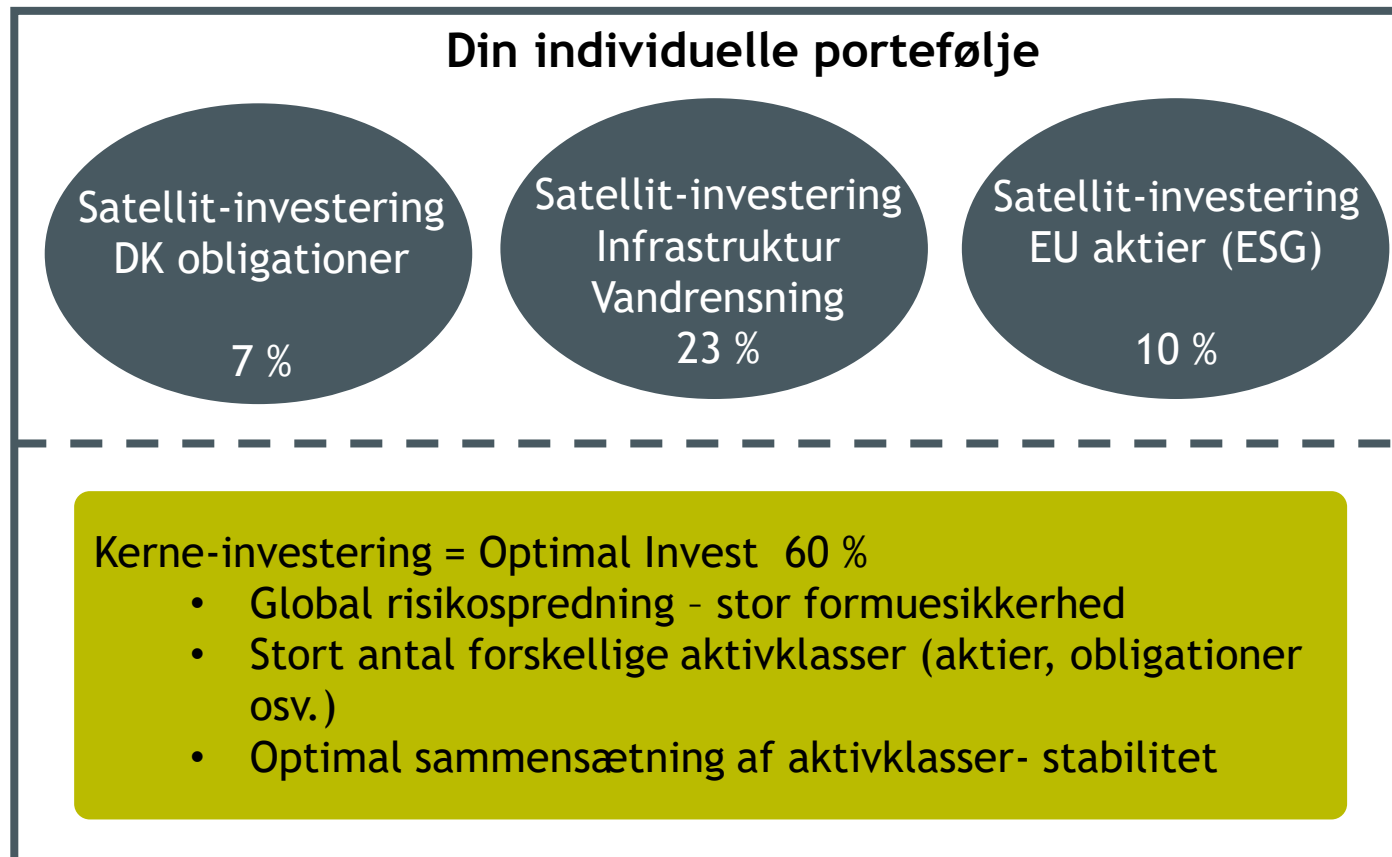 Din individuelle portefølje
Satellit-investering
DK obligationer
7 %
Satellit-investering
Infrastruktur
Vandrensning
23 %
Satellit-investering
EU aktier (ESG)
10 %
Kerne-investering = Optimal Invest 60 %
• Global risikospredning – stor formuesikkerhed
• Stort antal forskellige aktivklasser (aktier, obligationer
osv.)
• Optimal sammensætning af aktivklasser- stabilitet